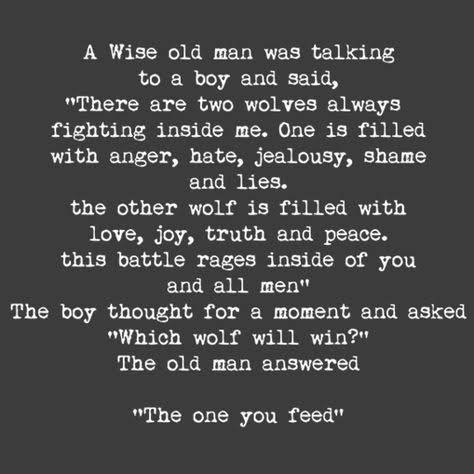 A Wise old man was talking
to a boy and said,
"There are two wolves always
fighting inside me. One is filled
with anger, hate, jealousy, shame
and lies.
the other wolf is filled with
love, joy, truth and peace.
this battle rages inside of you
and all men"
The boy thought for a moment and asked
"Which wolf will win?"
The old man answered
"The one you feed"